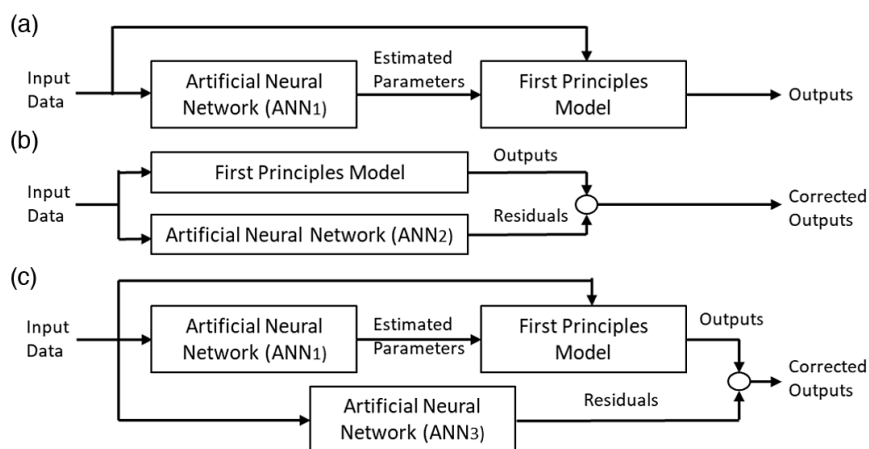 (a)
Input
Data
Artificial Neural
Network (ANN1)
Estimated
Parameters
First Principles
Model
Outputs
(b)
Input
Data
First Principles Model
Outputs
Artificial Neural Network (ANN2)
Residuals
Corrected
Outputs
(c)
Input
Data
Artificial Neural
Network (ANN1)
Estimated
Parameters
First Principles
Model
Outputs
Artificial Neural
Network (ANN3)
Residuals
Corrected
Outputs